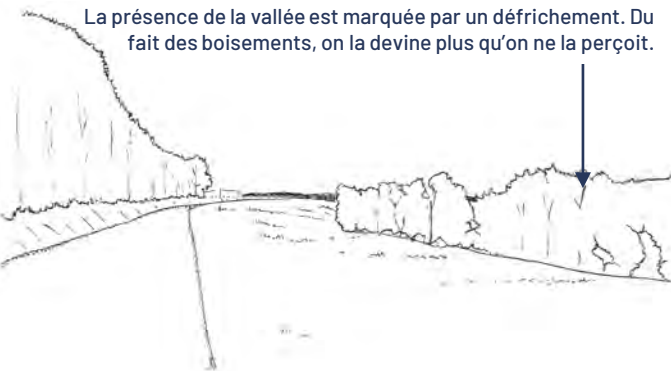 La présence de la vallée est marquée par un défrichement. Du
fait des boisements, on la devine plus qu'on ne la perçoit.